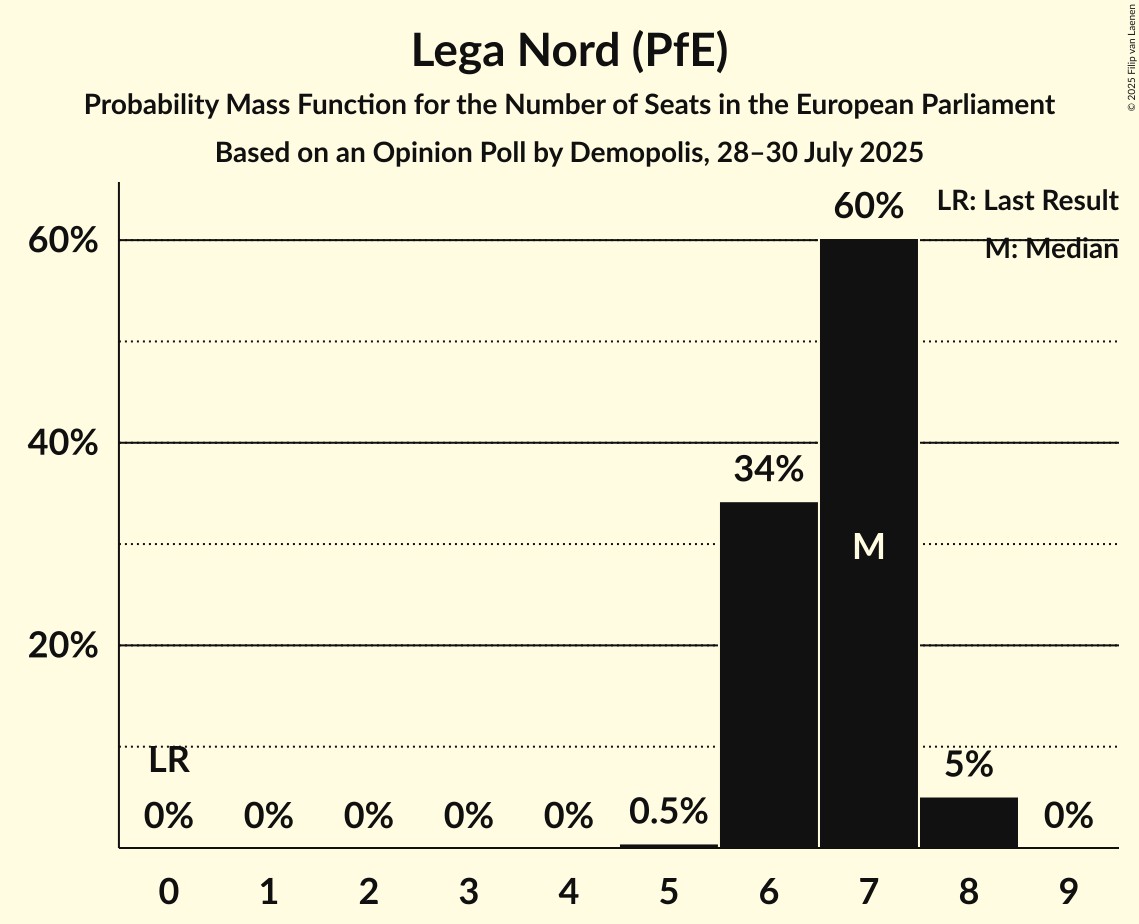 Lega Nord (PfE)
Probability Mass Function for the Number of Seats in the European Parliament
Based on an Opinion Poll by Demopolis, 28–30 July 2025
© 2025 Filip van Laenen
LR: Last Result
M: Median
60%
40%
20%
LR
0%
0%
0%
0%
0%
0.5%
34%
60%
M
5%
0%
0 1 2 3 4 5 6 7 8 9